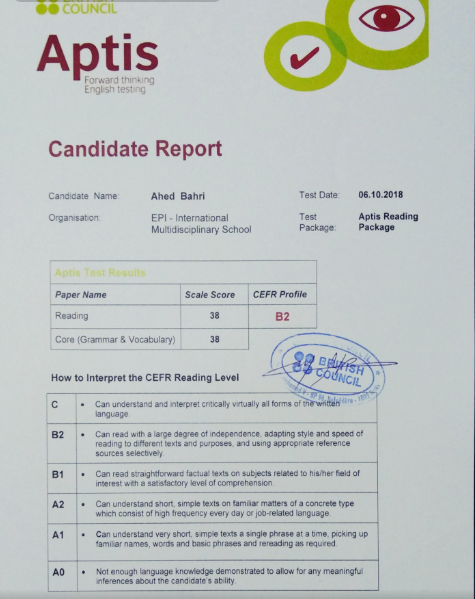 BRITISH
COUNCIL
Aptis
Forward thinking
English testing
Candidate Report
Candidate Name: Ahed Bahri Test Date: 06.10.2018
Organisation: EPI - International Multidisciplinary School Test Package: Aptis Reading Package
Aptis Test Results
Paper Name Scale Score CEFR Profile
Reading 38 B2
Core (Grammar & Vocabulary) 38
BRITISH
COUNCIL
How to Interpret the CEFR Reading Level
C • Can understand and interpret critically virtually all forms of the written
language.
B2 • Can read with a large degree of independence, adapting style and speed of
reading to different texts and purposes, and using appropriate reference
sources selectively.
B1 • Can read straightforward factual texts on subjects related to his/her field of
interest with a satisfactory level of comprehension.
A2 • Can understand short, simple texts on familiar matters of a concrete type
which consist of high frequency every day or job-related language.
A1 • Can understand very short, simple texts a single phrase at a time, picking up
familiar names, words and basic phrases and rereading as required.
A0 • Not enough language knowledge demonstrated to allow for any meaningful
inferences about the candidate's ability.